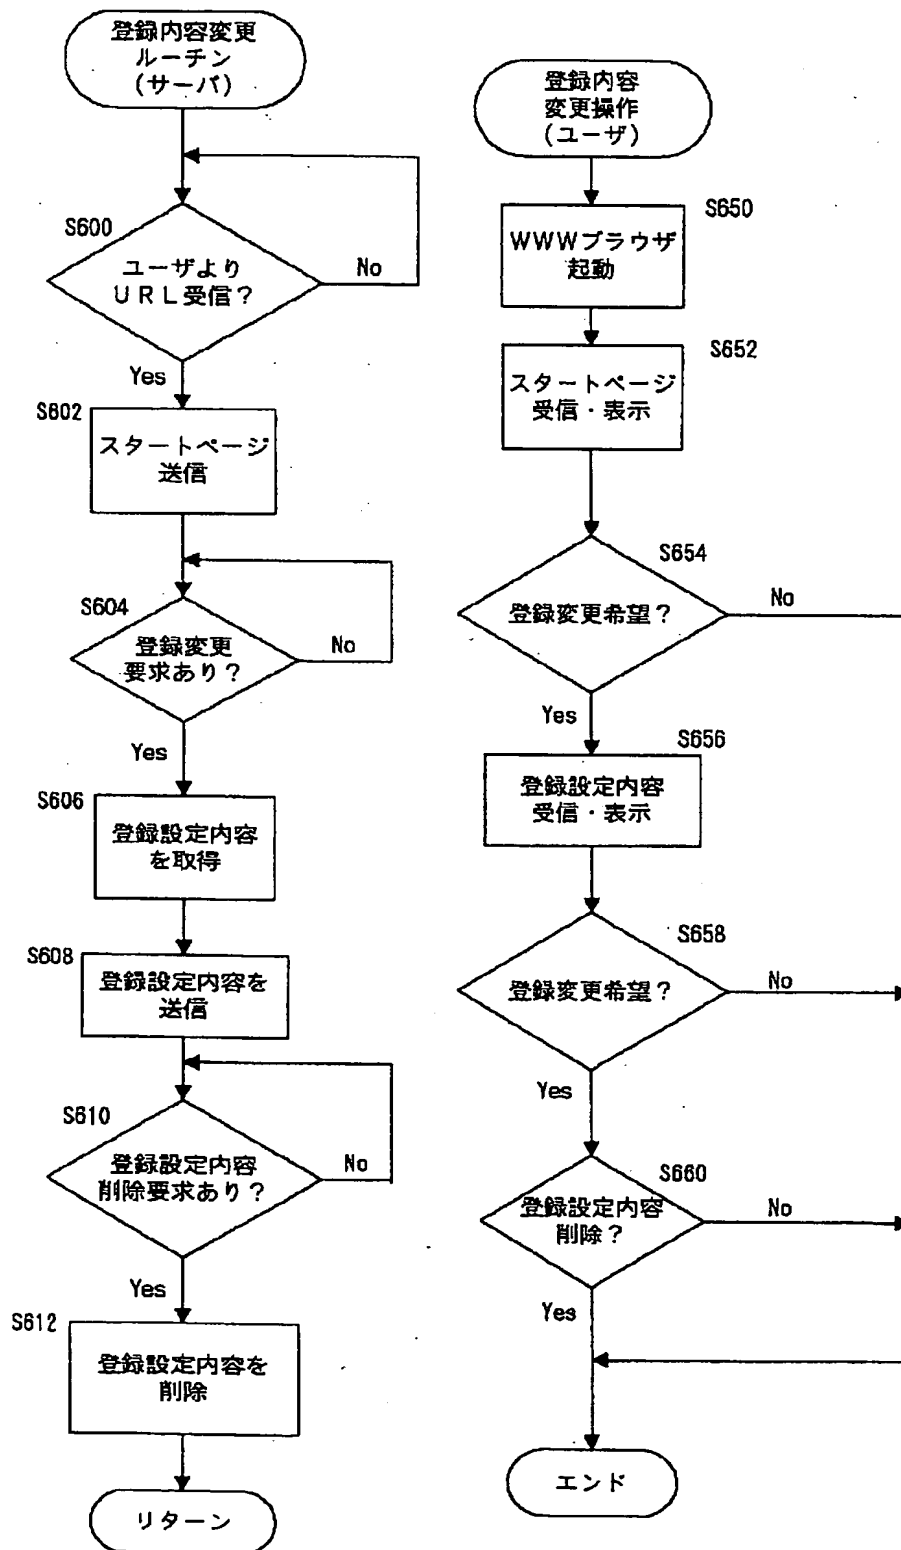 登録内容変更
ルーチン
(サーバ)
S600
ユーザより
URL受信？
No
Yes
S602
スタートページ
送信
S604
登録変更
要求あり？
No
Yes
S606
登録設定内容
を取得
S608
登録設定内容を
送信
S610
登録設定内容
削除要求あり？
No
Yes
S612
登録設定内容を
削除
リターン
登録内容
変更操作
(ユーザ)
S650
WWWブラウザ
起動
S652
スタートページ
受信・表示
S654
登録変更希望？
No
Yes
S656
登録設定内容
受信・表示
S658
登録変更希望？
No
Yes
S660
登録設定内容
削除？
No
Yes
エンド